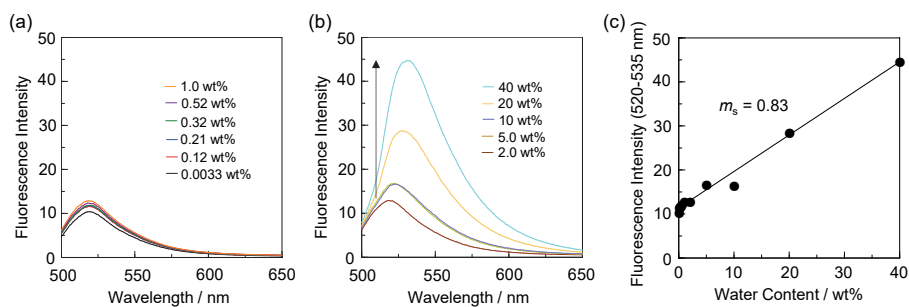 (a)
50
40
30
20
10
0
500
550
600
650
Fluorescence Intensity
Wavelength / nm
1.0 wt%
0.52 wt%
0.32 wt%
0.21 wt%
0.12 wt%
0.0033 wt%
(b)
50
40
30
20
10
0
500
550
600
650
Fluorescence Intensity
Wavelength / nm
40 wt%
20 wt%
10 wt%
5.0 wt%
2.0 wt%
(c)
50
40
30
20
10
0
0
10
20
30
40
Fluorescence Intensity (520-535 nm)
Water Content / wt%
ms = 0.83